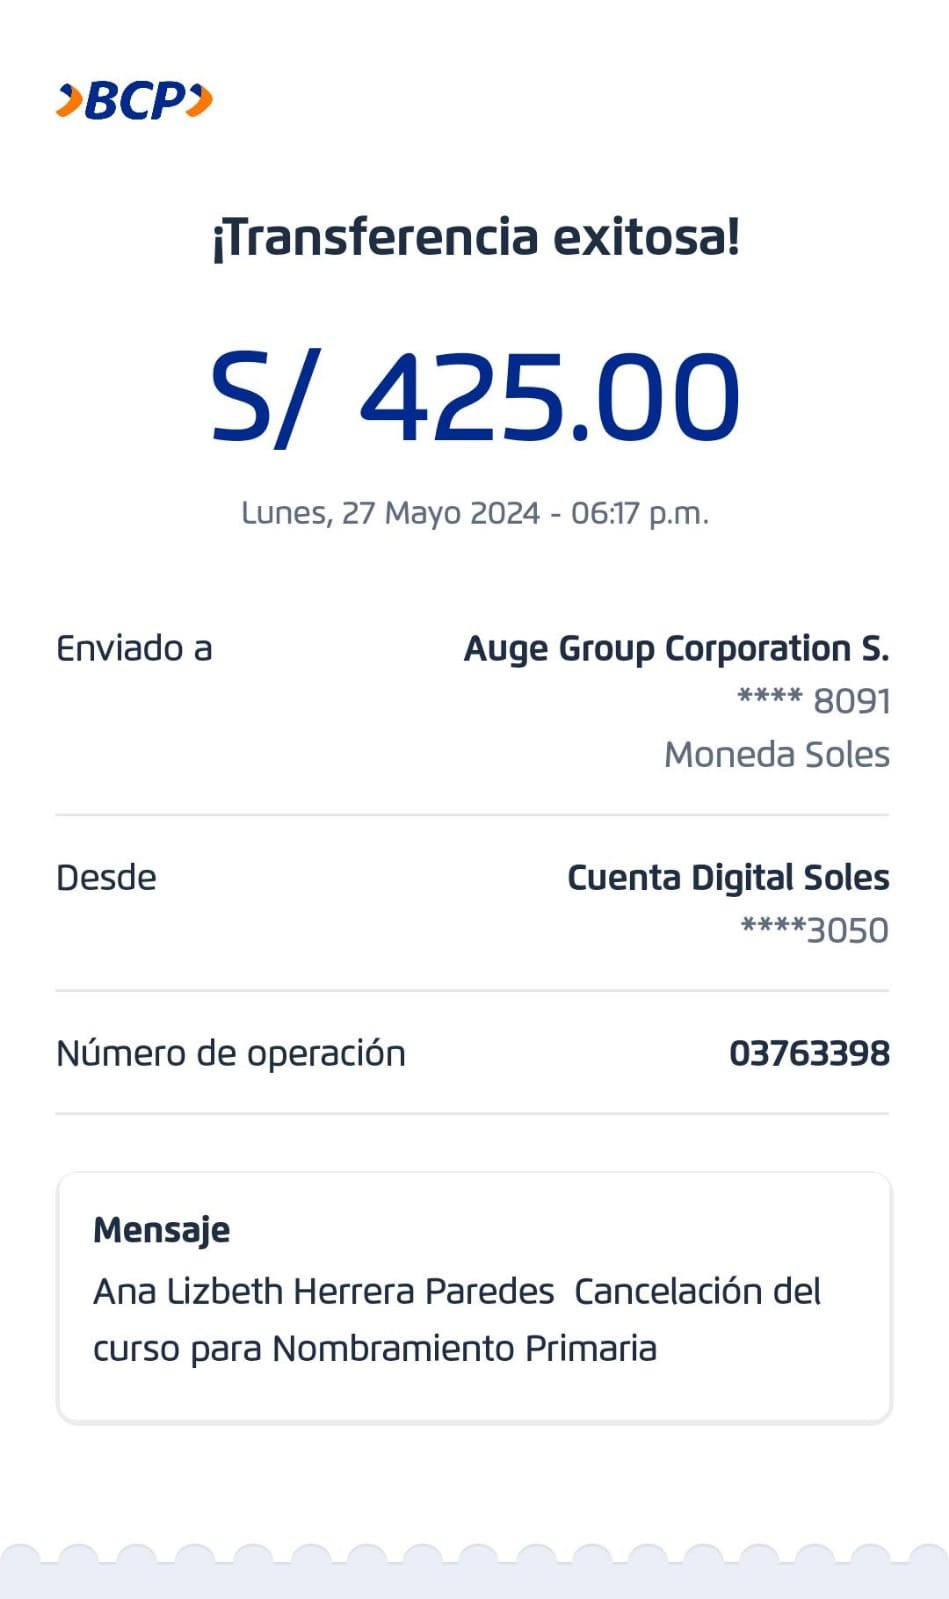 BCP
¡Transferencia exitosa!
S/ 425.00
Lunes, 27 Mayo 2024 - 06:17 p.m.
Enviado a
Auge Group Corporation S.
**** 8091
Moneda Soles
Desde
Cuenta Digital Soles
****3050
Número de operación
03763398
Mensaje
Ana Lizbeth Herrera Paredes  Cancelación del
curso para Nombramiento Primaria